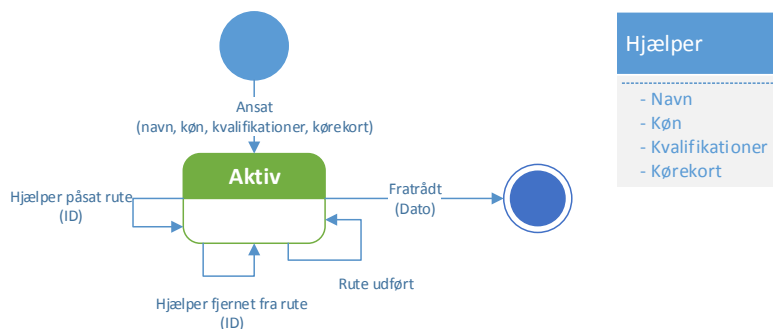 Ansat
(navn, køn, kvalifikationer, kørekort)
Aktiv
Hjælper påsat rute
(ID)
Fratrådt
(Dato)
Rute udført
Hjælper fjernet fra rute
(ID)
Hjælper
- Navn
- Køn
- Kvalifikationer
- Kørekort